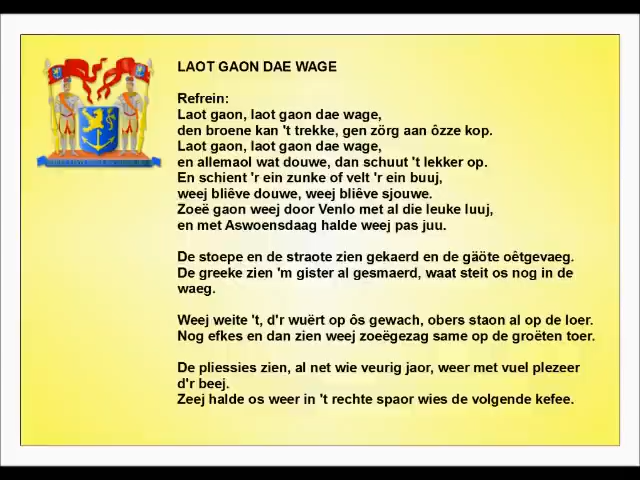 LAOT GAON DAE WAGE
Refrein:
Laot gaon, laot gaon dae wage,
den broene kan 't trekke, gen zörg aan ôzze kop.
Laot gaon, laot gaon dae wage,
en allemaol wat douwe, dan schuut 't lekker op.
En schient 'r ein zunke of velt 'r ein buuj,
weej bliêve douwe, weej bliêve sjouwe.
Zoeë gaon weej door Venlo met al die leuke luuj,
en met Aswoensdaag halde weej pas juu.
De stoepe en de straote zien gekaerd en de gäöte oêtgevaeg.
De greeke zien 'm gister al gesmaerd, waat steit os nog in de
waeg.
Weej weite 't, d'r wuërt op ôs gewach, obers staon al op de loer.
Nog efkes en dan zien weej zoeëgezag same op de groëten toer.
De pliessies zien, al net wie veurig jaor, weer met vuel plezeer
d'r beej.
Zeej halde os weer in 't rechte spaor wies de volgende kefee.